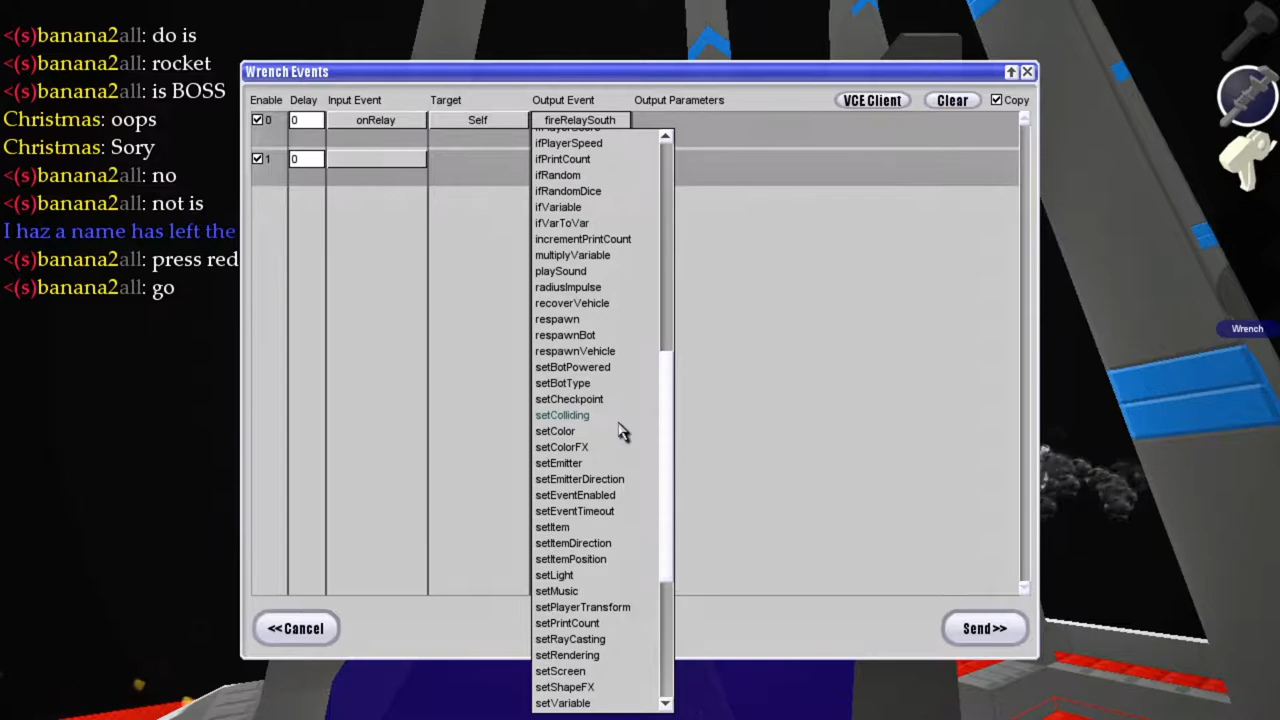 <(s)banana2all: do is
<(s)banana2all: rocket
<(s)banana2all: is BOSS
Christmas: oops
Christmas: Sory
<(s)banana2all: no
<(s)banana2all: not is
I haz a name has left the
<(s)banana2all: press red
<(s)banana2all: go
Wrench Events
Enable Delay Input Event Target Output Event Output Parameters VCE Client Clear Copy
0 0 onRelay Self fireRelaySouth
1 0
ifPlayerScore
ifPlayerSpeed
ifPrintCount
ifRandom
ifRandomDice
ifVariable
ifVarToVar
incrementPrintCount
multiplyVariable
playSound
radiusImpulse
recoverVehicle
respawn
respawnBot
respawnVehicle
setBotPowered
setBotType
setCheckpoint
setColliding
setColor
setColorFX
setEmitter
setEmitterDirection
setEventEnabled
setEventTimeout
setItem
setItemDirection
setItemPosition
setLight
setMusic
setPlayerTransform
setPrintCount
setRayCasting
setRendering
setScreen
setShapeFX
setVariable
<<Cancel
Send>>
Wrench